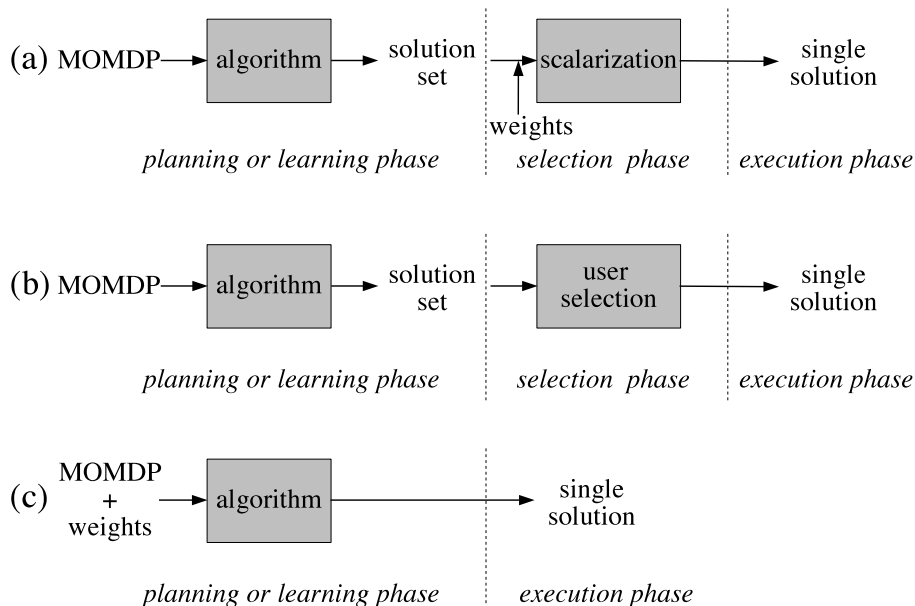 (a) MOMDP
algorithm
solution
set
weights
scalarization
single
solution
planning or learning phase
selection phase
execution phase
(b) MOMDP
algorithm
solution
set
user
selection
single
solution
planning or learning phase
selection phase
execution phase
(c)
MOMDP
+
weights
algorithm
single
solution
planning or learning phase
execution phase